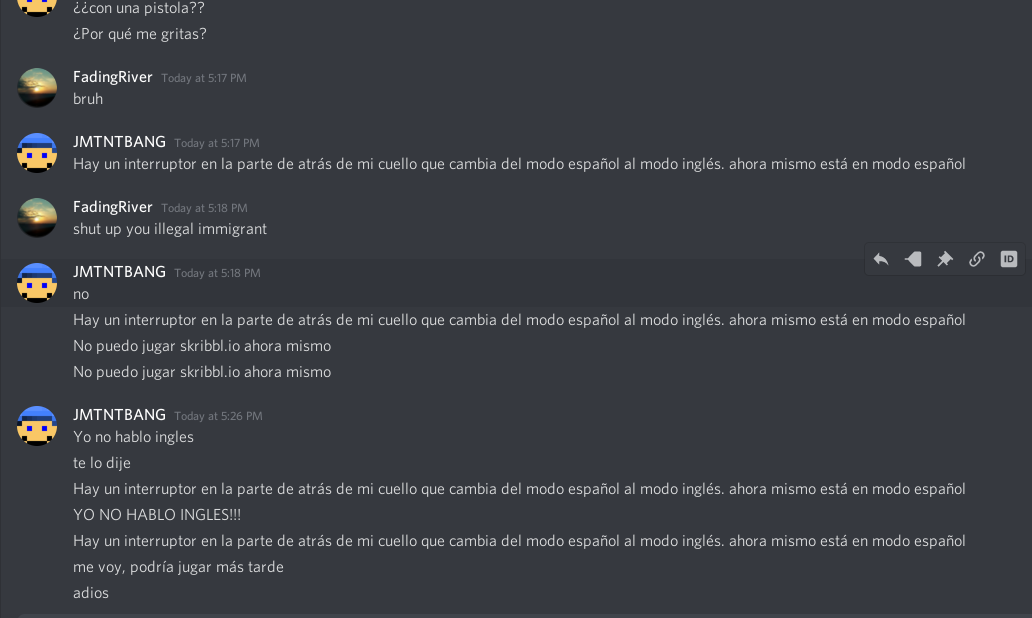 ¿¿con una pistola??
¿Por qué me gritas?
FadingRiver Today at 5:17 PM
bruh
JMTNTBANG Today at 5:17 PM
Hay un interruptor en la parte de atrás de mi cuello que cambia del modo español al modo inglés. ahora mismo está en modo español
FadingRiver Today at 5:18 PM
shut up you illegal immigrant
JMTNTBANG Today at 5:18 PM
ID
no
Hay un interruptor en la parte de atrás de mi cuello que cambia del modo español al modo inglés. ahora mismo está en modo español
No puedo jugar skribbl.io ahora mismo
No puedo jugar skribbl.io ahora mismo
JMTNTBANG Today at 5:26 PM
Yo no hablo ingles
te lo dije
Hay un interruptor en la parte de atrás de mi cuello que cambia del modo español al modo inglés. ahora mismo está en modo español
YO NO HABLO INGLES!!!
Hay un interruptor en la parte de atrás de mi cuello que cambia del modo español al modo inglés. ahora mismo está en modo español
me voy, podría jugar más tarde
adios